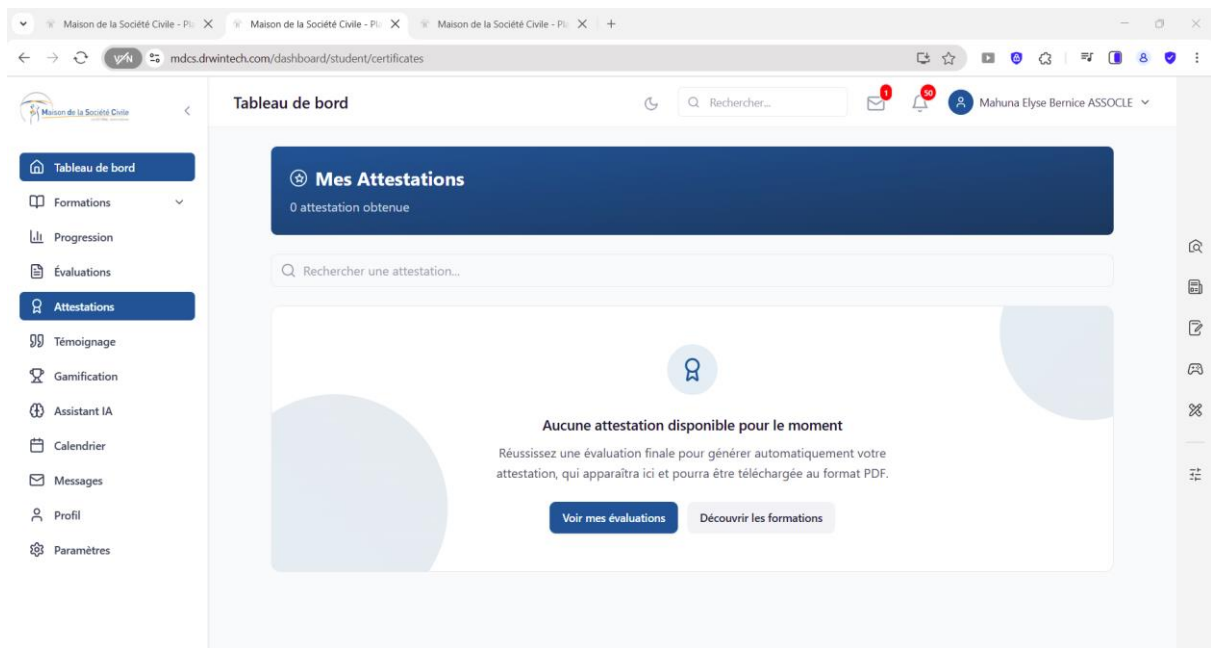 Maison de la Société Civile - Pl
Maison de la Société Civile - Pl
Maison de la Société Civile - Pl
VPN
mdcs.drwintech.com/dashboard/student/certificates
8
Maison de la Société Civile
Tableau de bord
Rechercher...
1
50
Mahuna Elyse Bernice ASSOCLE
Tableau de bord
Formations
Progression
Évaluations
Attestations
Témoignage
Gamification
Assistant IA
Calendrier
Messages
Profil
Paramètres
Mes Attestations
0 attestation obtenue
Rechercher une attestation...
Aucune attestation disponible pour le moment
Réussissez une évaluation finale pour générer automatiquement votre
attestation, qui apparaîtra ici et pourra être téléchargée au format PDF.
Voir mes évaluations
Découvrir les formations